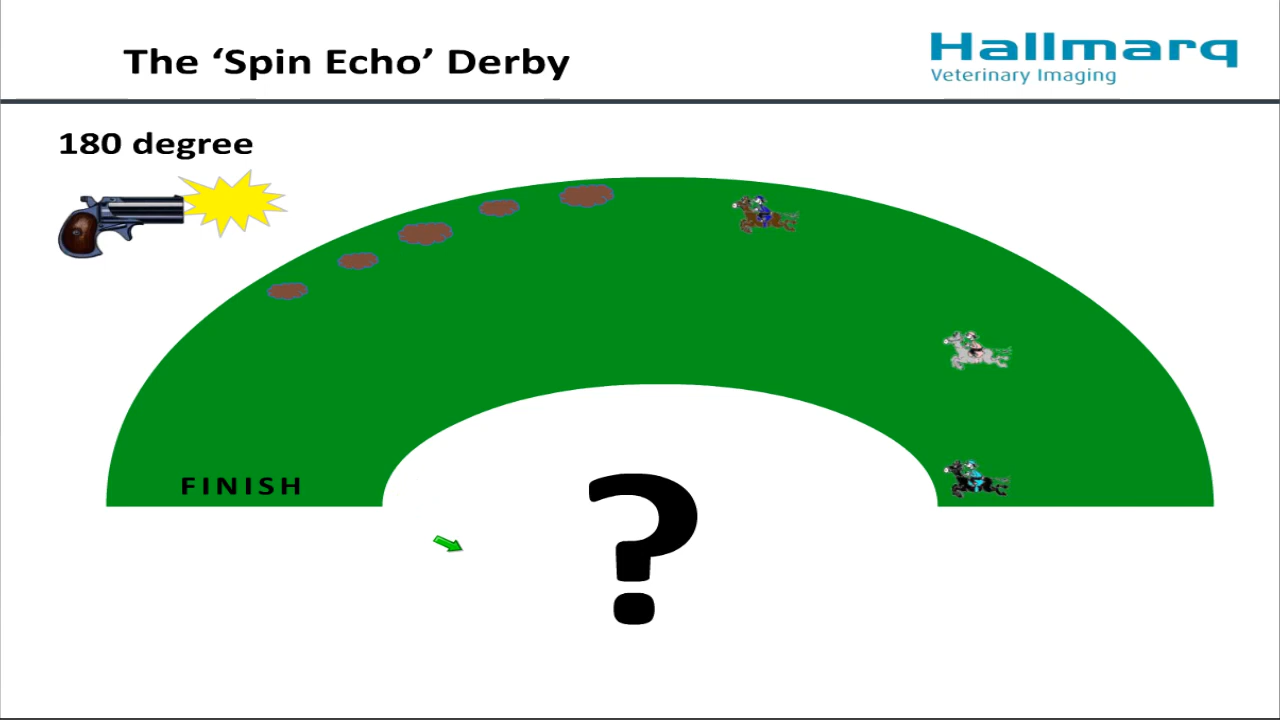 The ‘Spin Echo’ Derby
Hallmarq
Veterinary Imaging
180 degree
FINISH
?